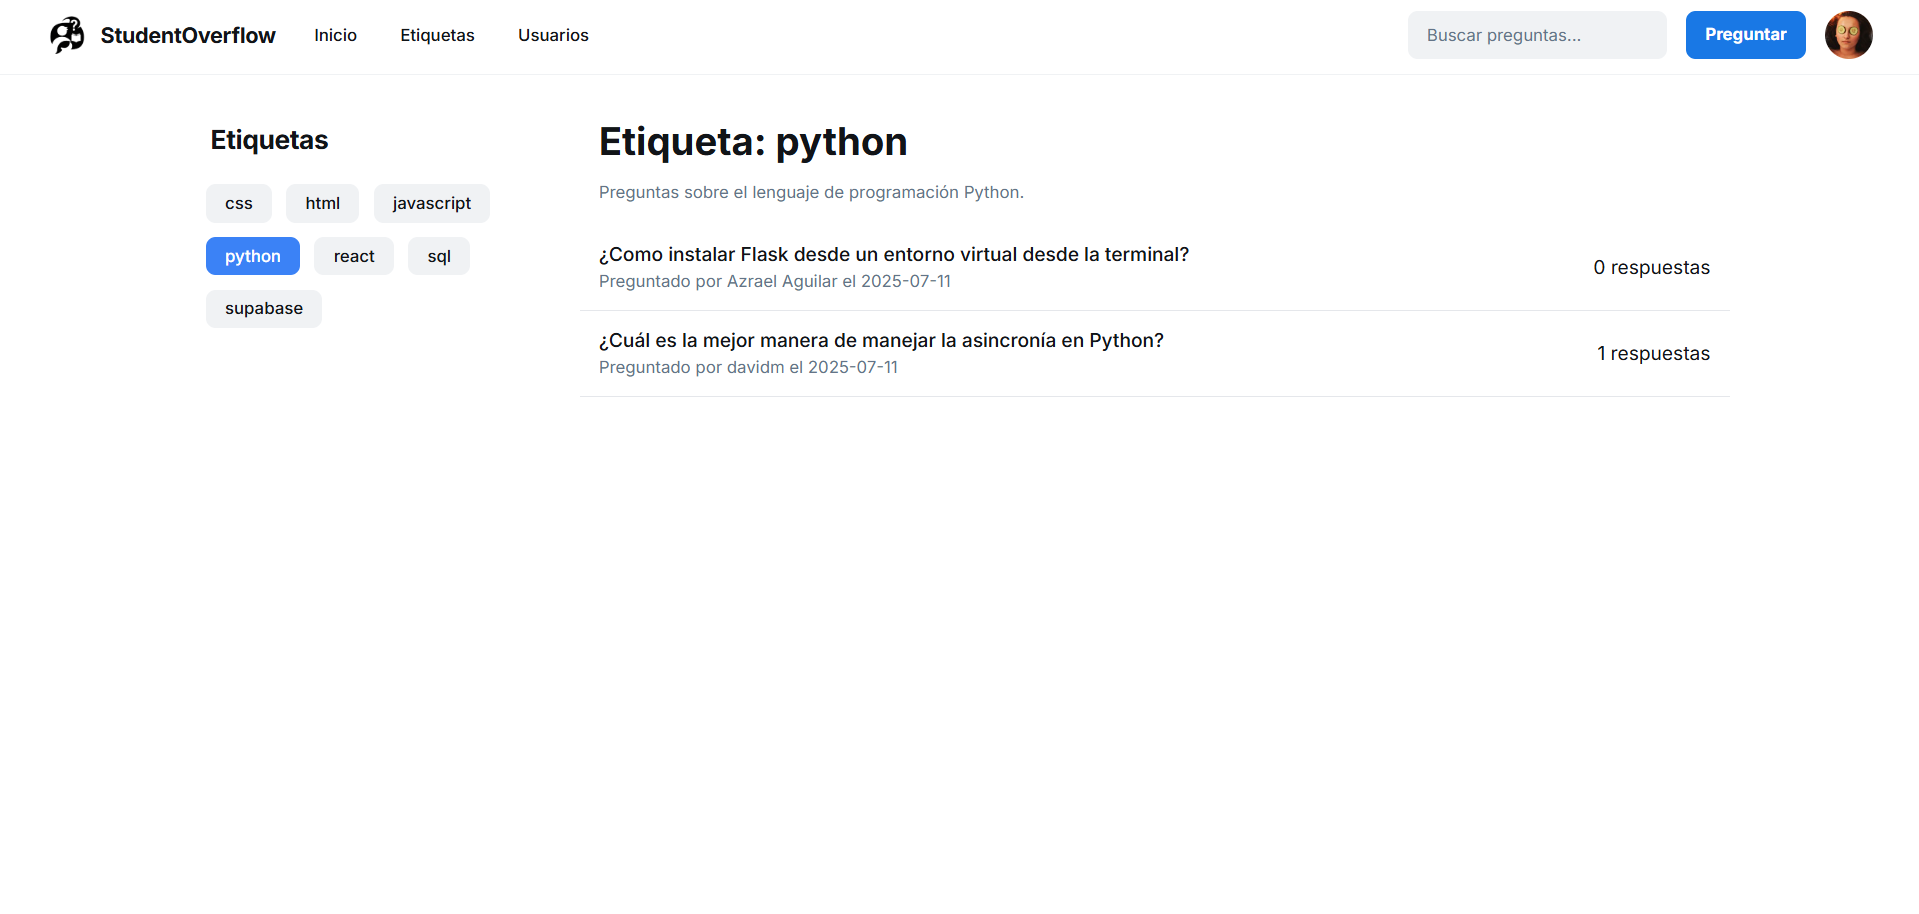 StudentOverflow
Inicio
Etiquetas
Usuarios
Buscar preguntas...
Preguntar
Etiquetas
css
html
javascript
python
react
sql
supabase
Etiqueta: python
Preguntas sobre el lenguaje de programación Python.
¿Como instalar Flask desde un entorno virtual desde la terminal?
Preguntado por Azrael Aguilar el 2025-07-11
0 respuestas
¿Cuál es la mejor manera de manejar la asincronía en Python?
Preguntado por davidm el 2025-07-11
1 respuestas